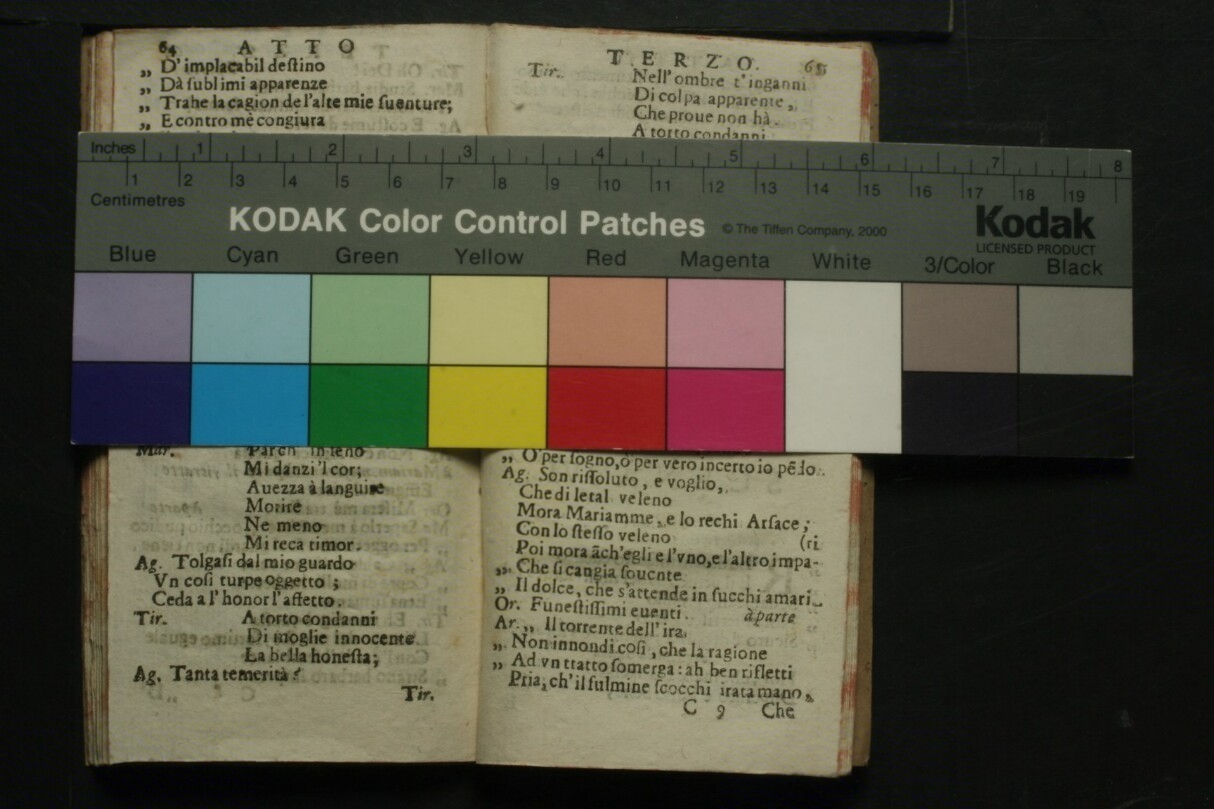 64 ATTO
„ D' implacabil deſtino
„ Dà ſublimi apparenze
„ Trahe la cagion de l'alte mie ſuenture;
„ E contro mè congiura
TERZO. 65
Tir. Nell' ombre t'inganni
Di colpa apparente,
Che proue non hà.
A torto condanni
Inches 1 2 3 4 5 6 7 8
1 2 3 4 5 6 7 8 9 10 11 12 13 14 15 16 17 18 19
Centimetres
KODAK Color Control Patches © The Tiffen Company, 2000
Kodak
LICENSED PRODUCT
Blue Cyan Green Yellow Red Magenta White 3/Color Black
Mar.
Mi danzi 'l cor;
Auezza à languire
Morire
Ne meno
Mi reca timor.
Ag. Tolgaſi dal mio guardo
Vn coſi turpe oggetto ;
Ceda a l' honor l' affetto.
Tir. A torto condanni
Di moglie innocente
La bella honeſta;
Ag. Tanta temerità?
Tir.
„ O per ſogno, ò per vero incerto io pēdo.
Ag. Son riſſoluto, e voglio,
Che di letal veleno
Mora Mariamme, e lo rechi Arſace;
Con lo ſteſſo veleno (ri
Poi mora ãch'egli e l'vno, e l'altro impa-
„ Che ſi cangia ſouente
„ Il dolce, che s'attende in ſucchi amari.
Or. Funeſtiſſimi euenti. à parte
Ar. „ Il torrente dell' ira,
„ Non innondi coſi, che la ragione
„ Ad vn tratto ſomerga: ah ben rifletti
Pria, ch'il fulmine ſcocchi irata mano,
C 9 Che